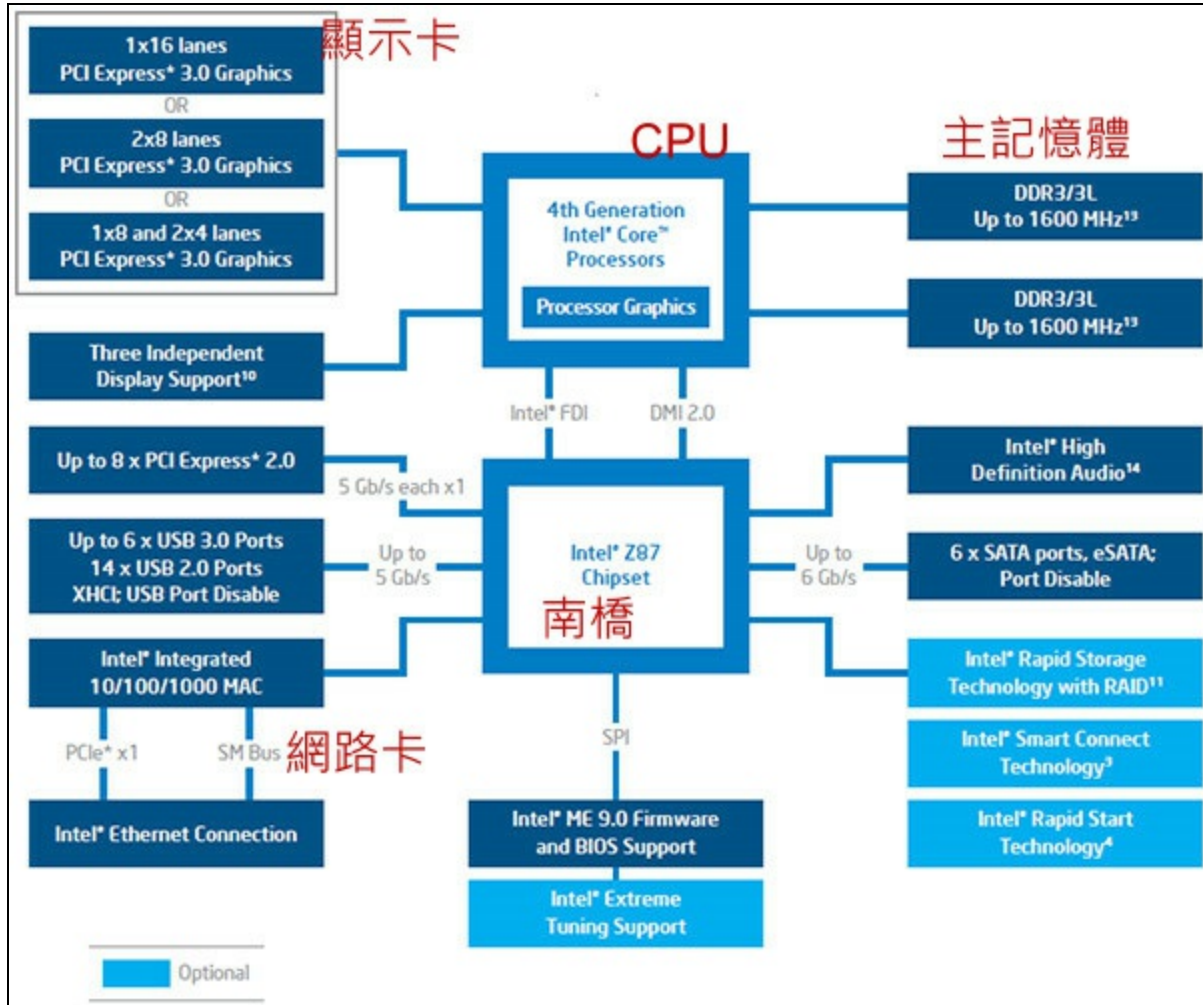 顯示卡
1x16 lanes
PCI Express* 3.0 Graphics
OR
2x8 lanes
PCI Express* 3.0 Graphics
OR
1x8 and 2x4 lanes
PCI Express* 3.0 Graphics
CPU
4th Generation
Intel® Core™
Processors
Processor Graphics
主記憶體
DDR3/3L
Up to 1600 MHz¹³
DDR3/3L
Up to 1600 MHz¹³
Three Independent
Display Support¹⁰
Intel® FDI
DMI 2.0
Up to 8 x PCI Express* 2.0
5 Gb/s each x1
Intel® High
Definition Audio¹⁴
Up to 6 x USB 3.0 Ports
14 x USB 2.0 Ports
XHCI; USB Port Disable
Up to
5 Gb/s
Intel® Z87
Chipset
南橋
Up to
6 Gb/s
6 x SATA ports, eSATA;
Port Disable
Intel® Integrated
10/100/1000 MAC
Intel® Rapid Storage
Technology with RAID¹¹
PCIe* x1
SM Bus
網路卡
SPI
Intel® Smart Connect
Technology³
Intel® Ethernet Connection
Intel® ME 9.0 Firmware
and BIOS Support
Intel® Rapid Start
Technology⁴
Intel® Extreme
Tuning Support
Optional